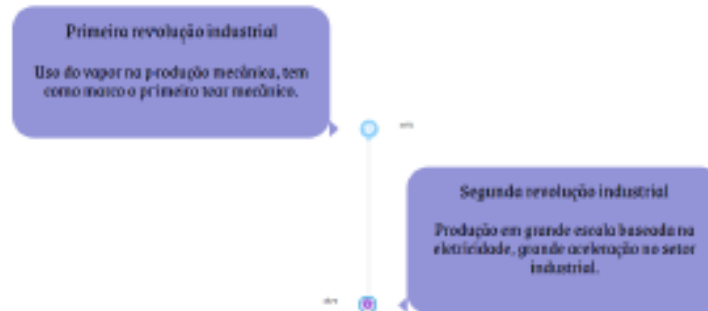 Primeira revolução industrial
Uso do vapor na produção mecânica, tem
como marco o primeiro tear mecânico.
Segunda revolução industrial
Produção em grande escala baseada na
eletricidade, grande aceleração no setor
industrial.